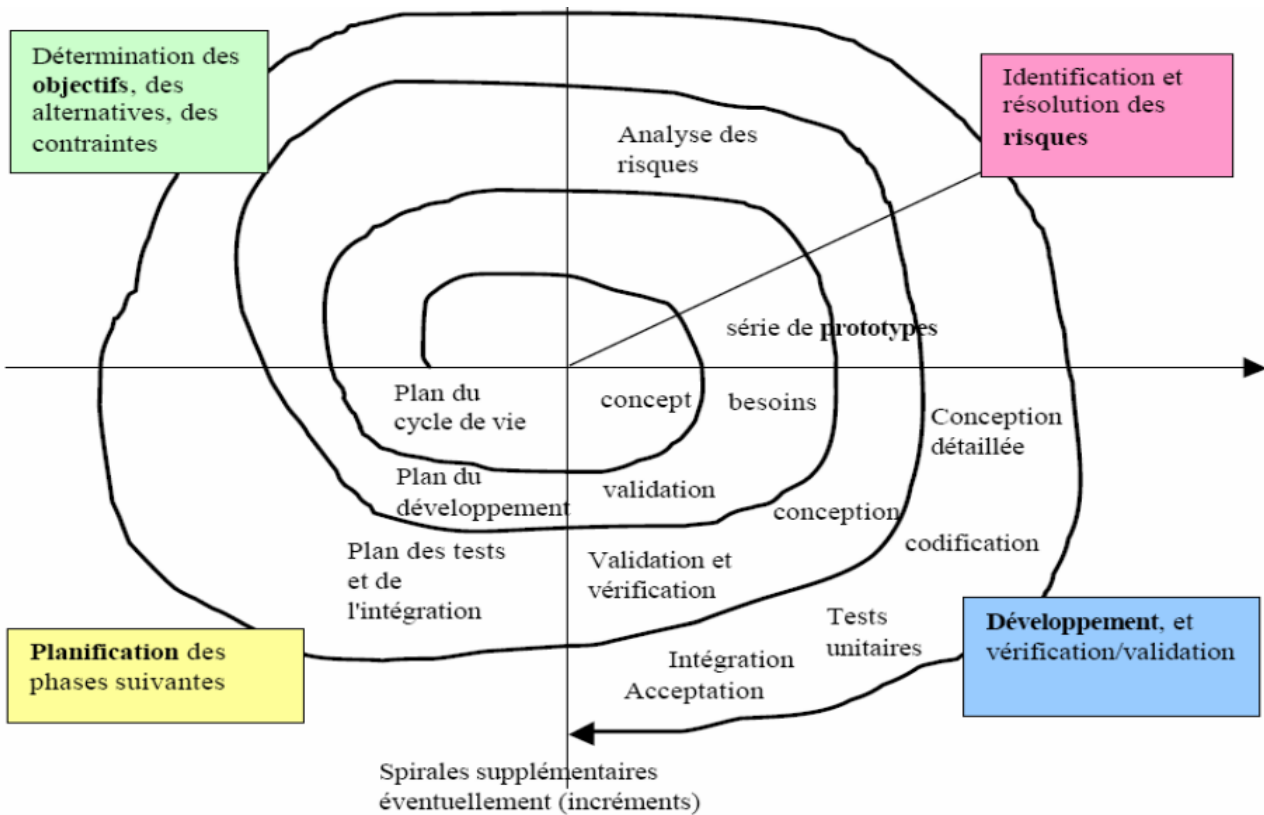 Détermination des
objectifs, des
alternatives, des
contraintes
Identification et
résolution des
risques
Analyse des
risques
série de prototypes
Plan du
cycle de vie
concept
besoins
Conception
détaillée
Plan du
développement
validation
conception
codification
Plan des tests
et de
l'intégration
Validation et
vérification
Tests
unitaires
Planification des
phases suivantes
Développement, et
vérification/validation
Intégration
Acceptation
Spirales supplémentaires
éventuellement (incréments)